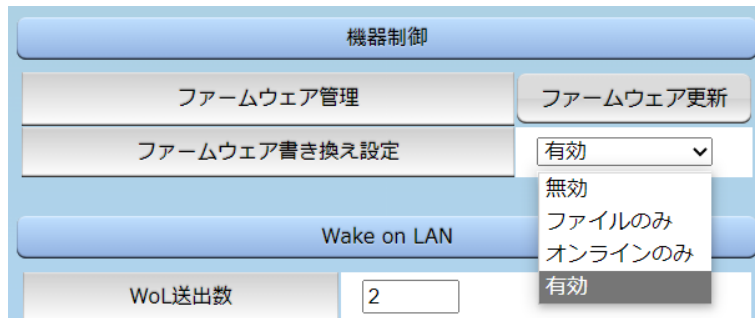 機器制御
ファームウェア管理 ファームウェア更新
ファームウェア書き換え設定 有効
無効
ファイルのみ
オンラインのみ
有効
Wake on LAN
WoL送出数 2